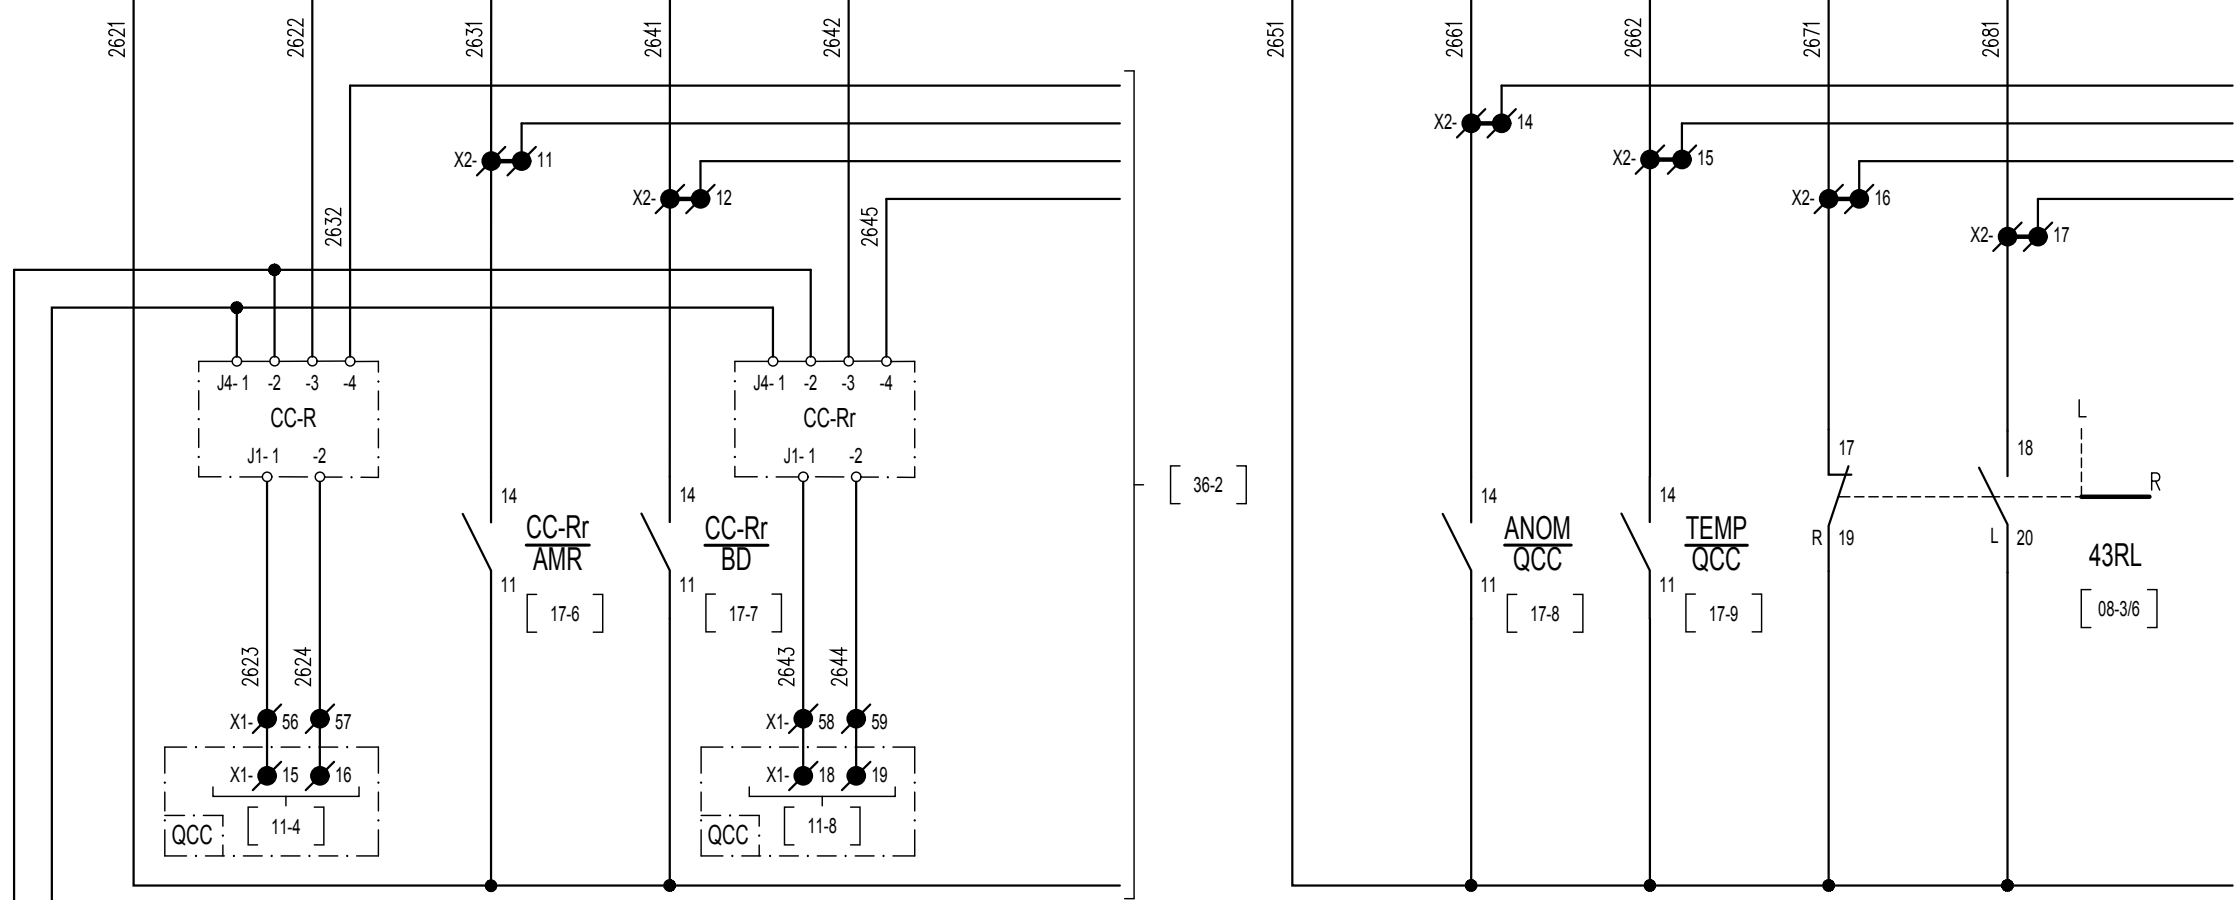 2621
2622
2631
2641
2642
2651
2661
2662
2671
2681
X2- 14
X2- 11
X2- 15
X2- 12
X2- 16
2632
2645
X2- 17
J4- 1 -2 -3 -4
CC-R
J1- 1 -2
J4- 1 -2 -3 -4
CC-Rr
J1- 1 -2
14
CC-Rr
AMR
11
17-6
14
CC-Rr
BD
11
17-7
36-2
14
ANOM
QCC
11
17-8
14
TEMP
QCC
11
17-9
17
R 19
18
L 20
L
R
43RL
08-3/6
2623
2624
2643
2644
X1- 56 57
X1- 15 16
QCC
11-4
X1- 58 59
X1- 18 19
QCC
11-8